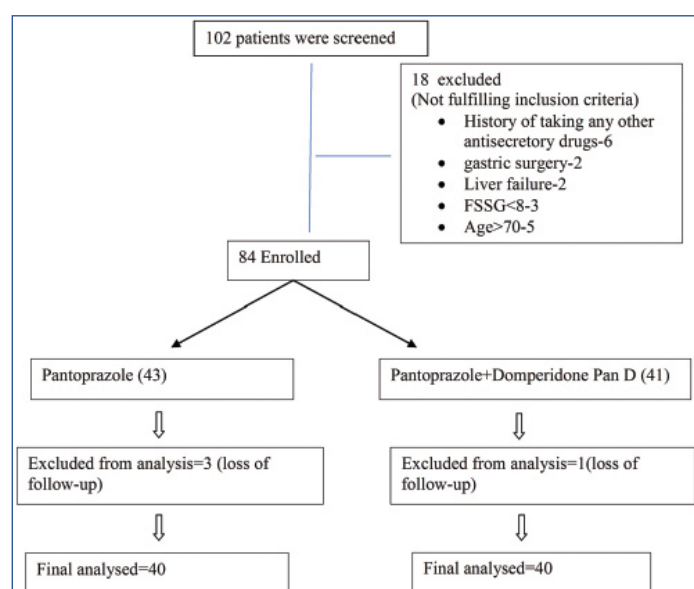 102 patients were screened
18 excluded
(Not fulfilling inclusion criteria)
• History of taking any other
antisecretory drugs-6
• gastric surgery-2
• Liver failure-2
• FSSG<8-3
• Age>70-5
84 Enrolled
Pantoprazole (43)
Pantoprazole+Domperidone Pan D (41)
Excluded from analysis=3 (loss of
follow-up)
Excluded from analysis=1(loss of
follow-up)
Final analysed=40
Final analysed=40